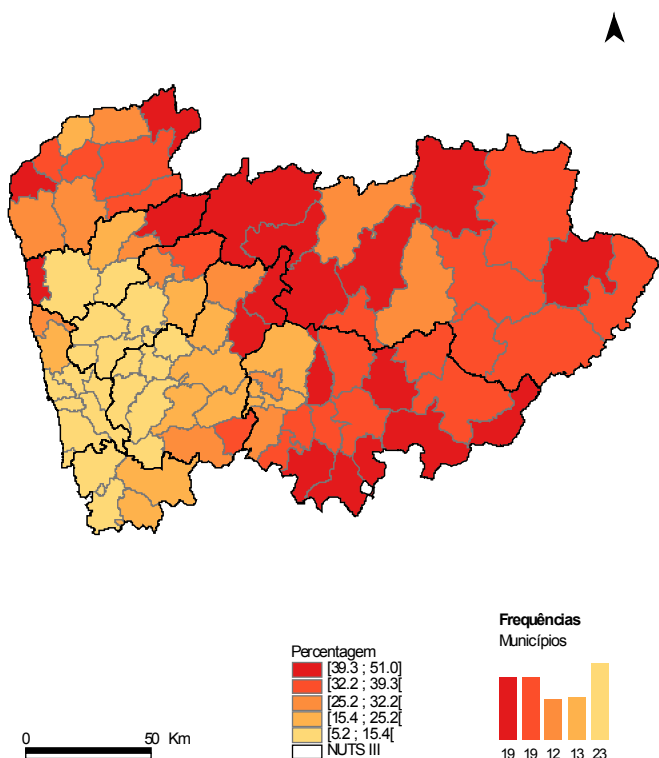 Frequências
Municípios
Percentagem
[39.3 ; 51.0]
[32.2 ; 39.3[
[25.2 ; 32.2[
[15.4 ; 25.2[
[5.2 ; 15.4[
NUTS III
0 50 Km
19 19 12 13 23